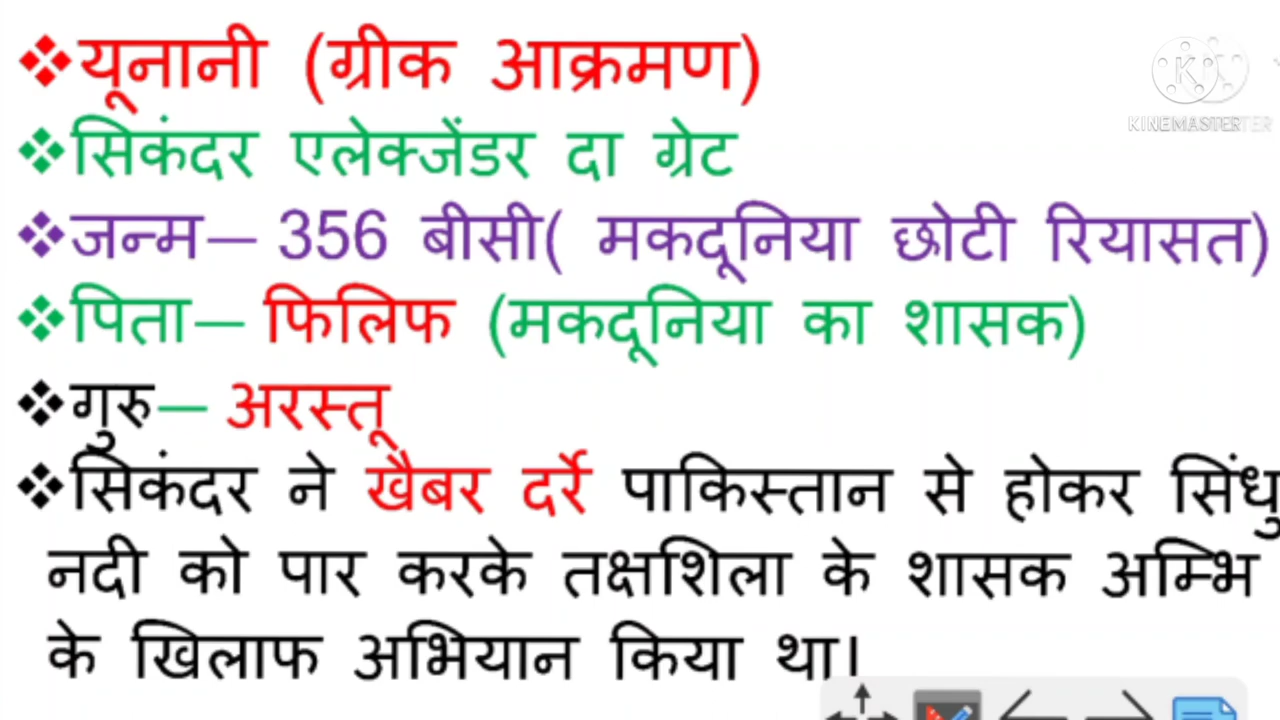 ❖यूनानी (ग्रीक आक्रमण)
❖सिकंदर एलेक्जेंडर दा ग्रेट
❖जन्म— 356 बीसी( मकदूनिया छोटी रियासत)
❖पिता— फिलिफ (मकदूनिया का शासक)
❖गुरु— अरस्तू
❖सिकंदर ने खैबर दर्रे पाकिस्तान से होकर सिंधु
नदी को पार करके तक्षशिला के शासक अम्भि
के खिलाफ अभियान किया था।
KINEMASTER